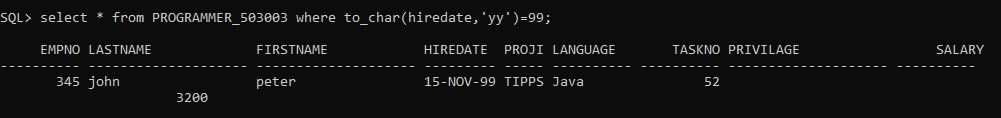 SQL> select * from PROGRAMMER_503003 where to_char(hiredate,'yy')=99;
EMPNO LASTNAME FIRSTNAME HIREDATE PROJI LANGUAGE TASKNO PRIVILAGE SALARY
---------- -------------------- -------------------- --------- ----- ---------- ---------- -------------------- ----------
345 john peter 15-NOV-99 TIPPS Java 52
3200